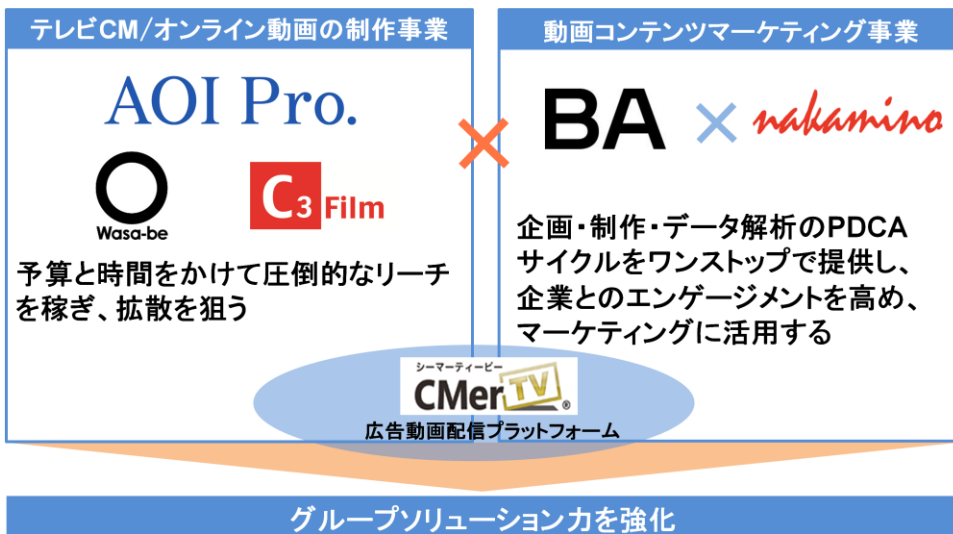 テレビCM/オンライン動画の制作事業
AOI Pro.
Wasa-be
C3 Film
予算と時間をかけて圧倒的なリーチ
を稼ぎ、拡散を狙う
動画コンテンツマーケティング事業
BA × nakamino
企画・制作・データ解析のPDCA
サイクルをワンストップで提供し、
企業とのエンゲージメントを高め、
マーケティングに活用する
シーマーティービー
CMerTV®
広告動画配信プラットフォーム
グループソリューション力を強化